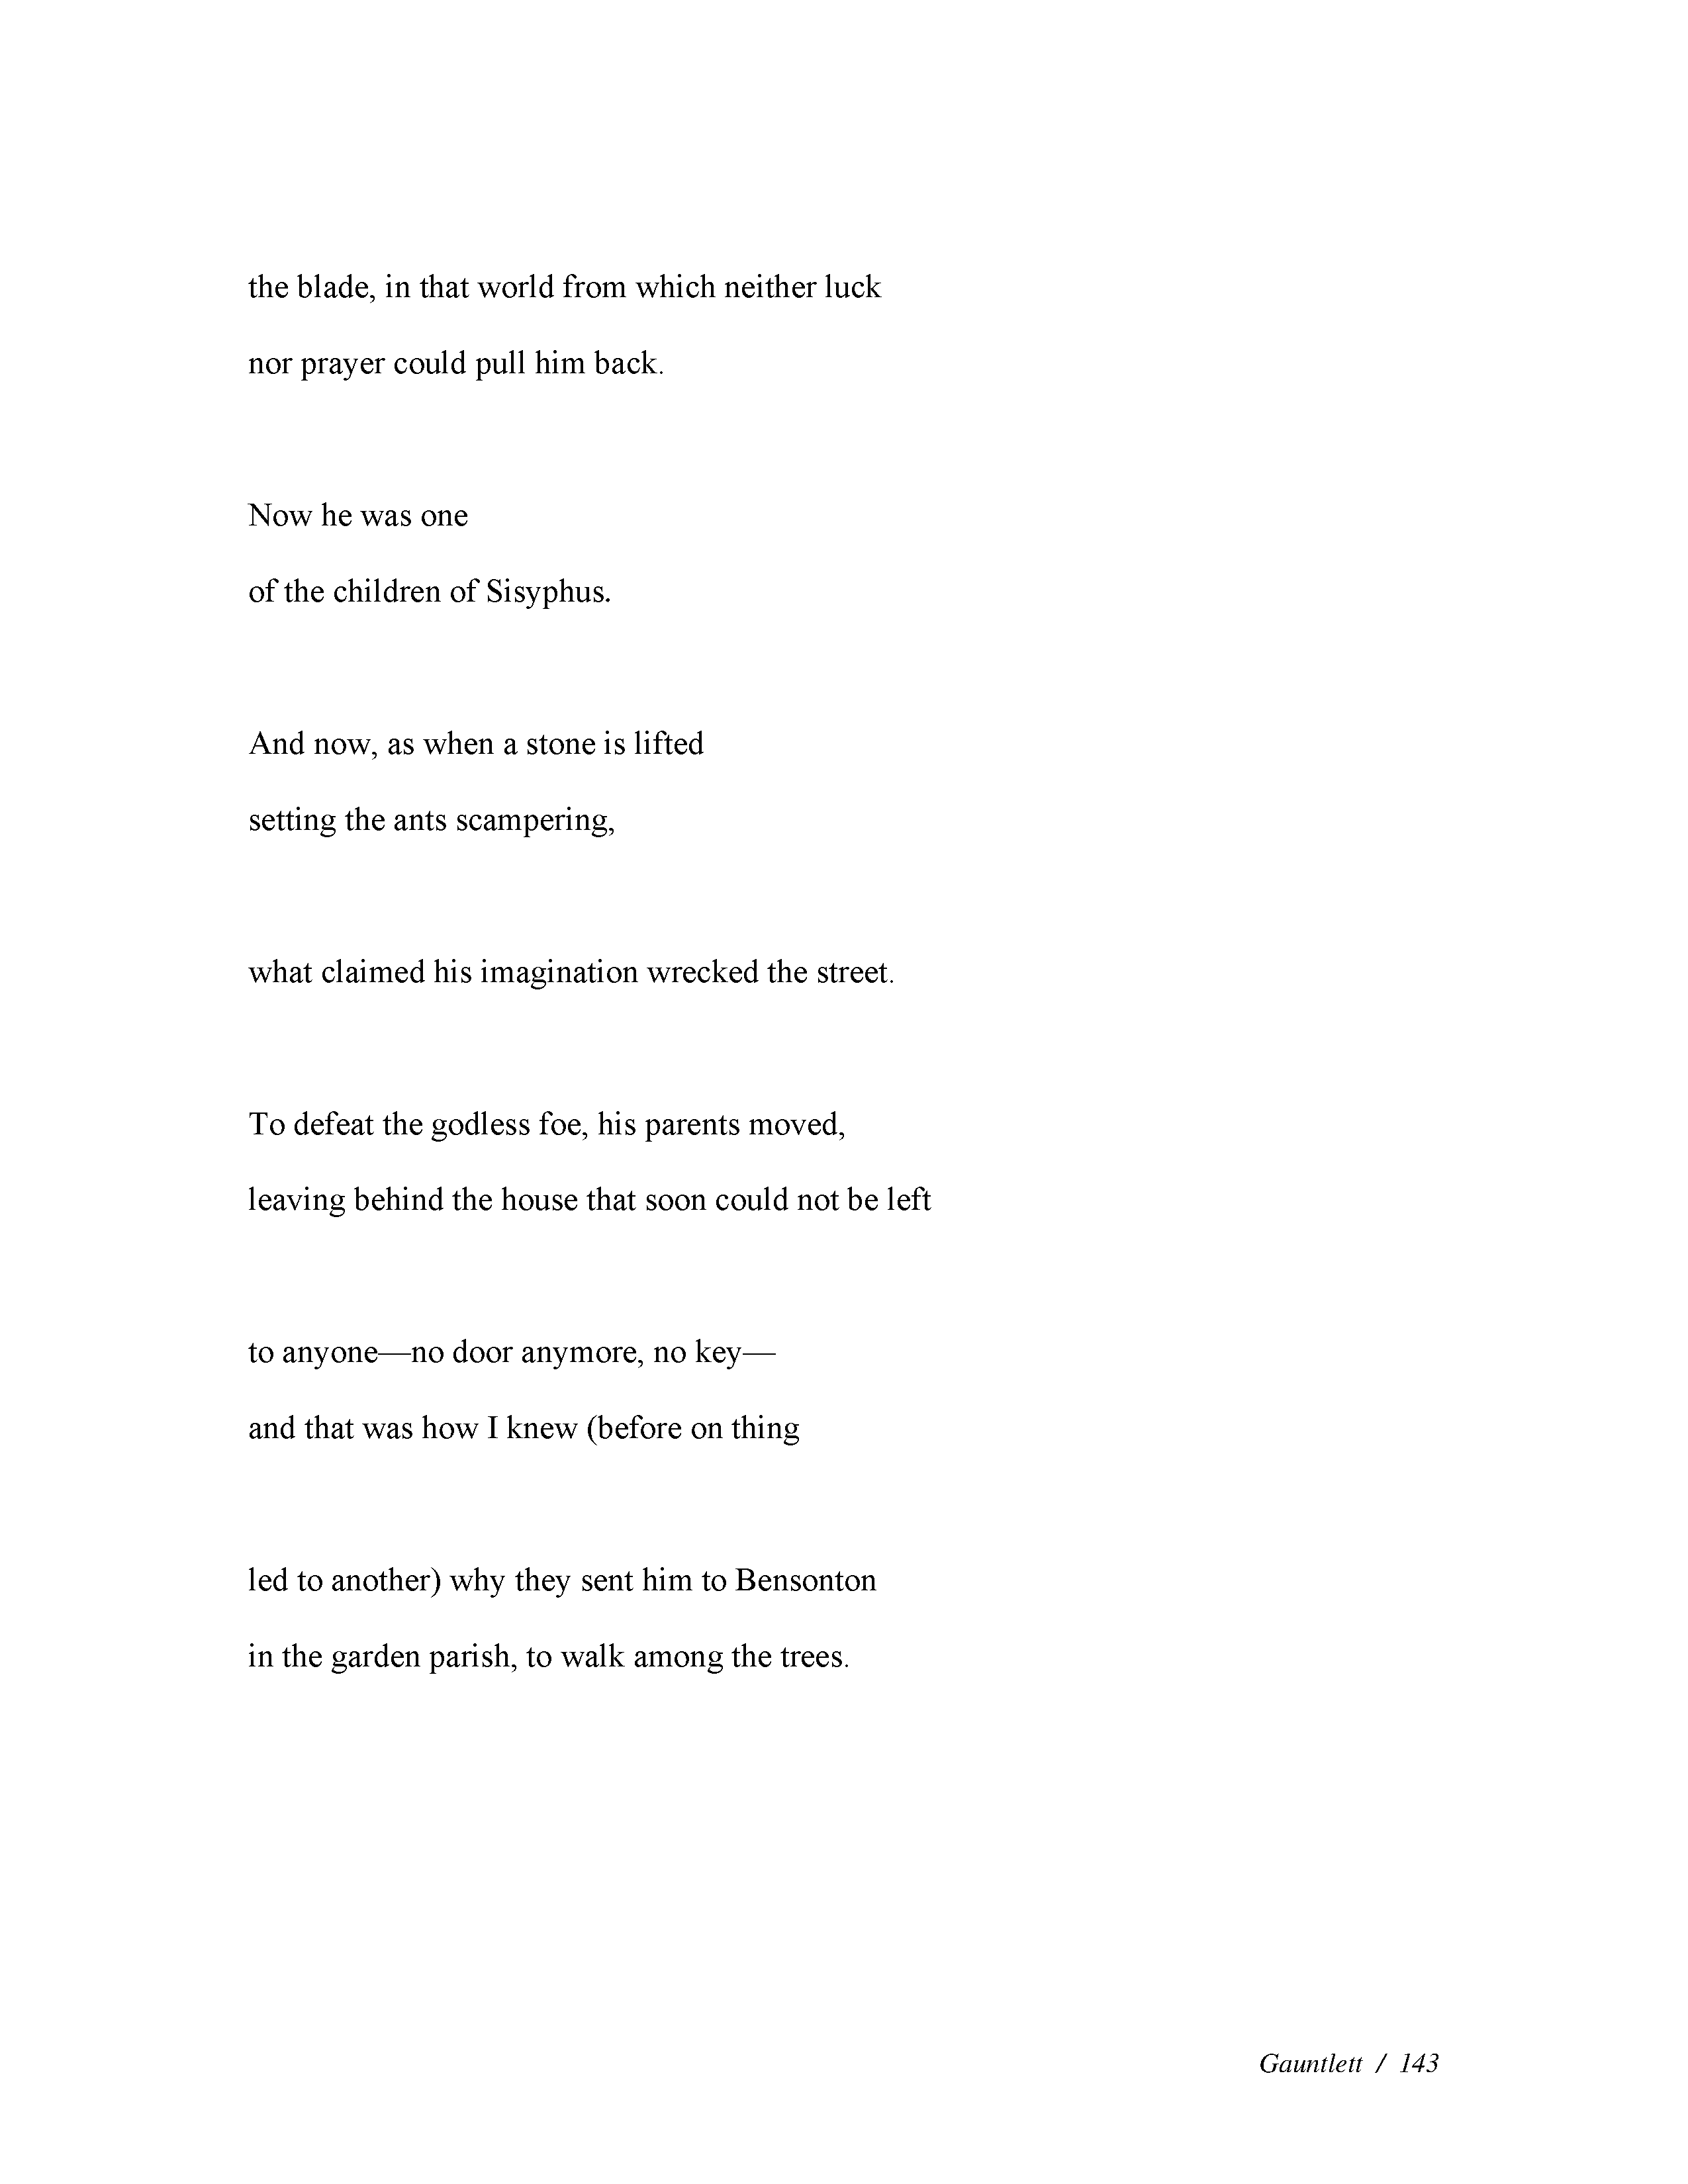 the blade, in that world from which neither luck
nor prayer could pull him back.
Now he was one
of the children of Sisyphus.
And now, as when a stone is lifted
setting the ants scampering,
what claimed his imagination wrecked the street.
To defeat the godless foe, his parents moved,
leaving behind the house that soon could not be left
to anyone—no door anymore, no key—
and that was how I knew (before on thing
led to another) why they sent him to Bensonton
in the garden parish, to walk among the trees.
Gauntlett / 143